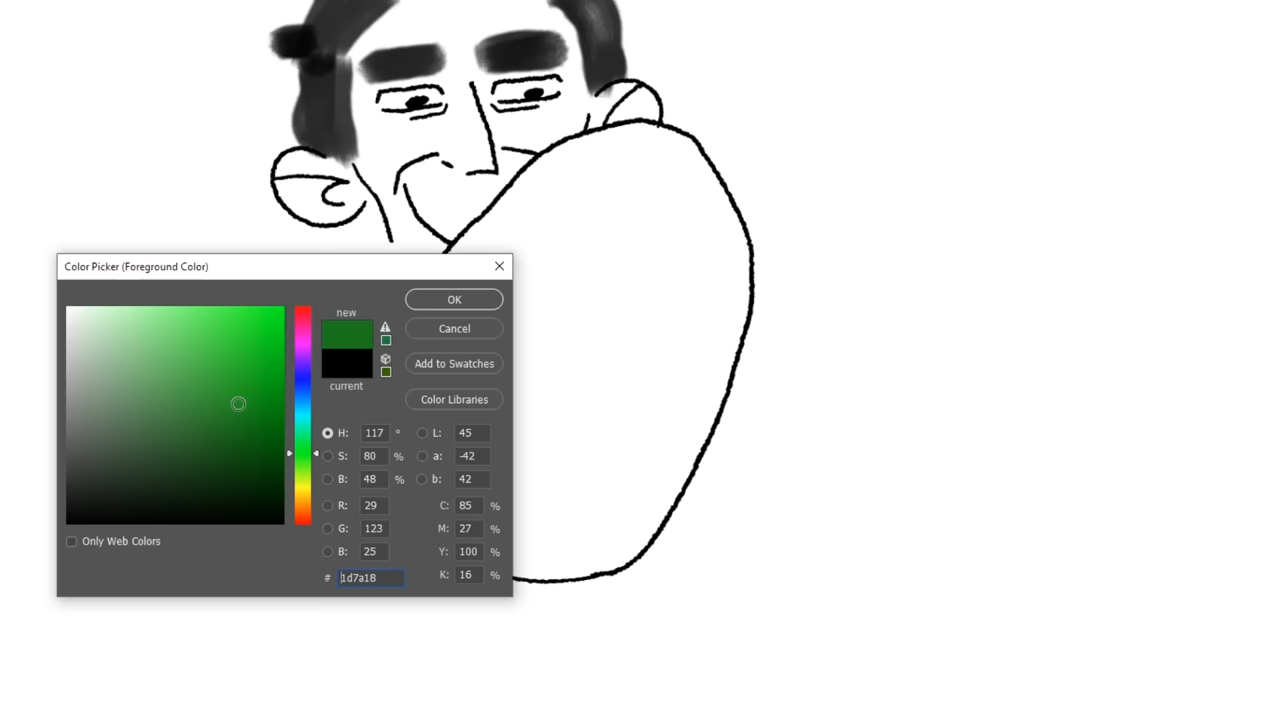 Color Picker (Foreground Color)
new
current
OK
Cancel
Add to Swatches
Color Libraries
H: 117 °
S: 80 %
B: 48 %
R: 29
G: 123
B: 25
# 1d7a18
L: 45
a: -42
b: 42
C: 85 %
M: 27 %
Y: 100 %
K: 16 %
Only Web Colors